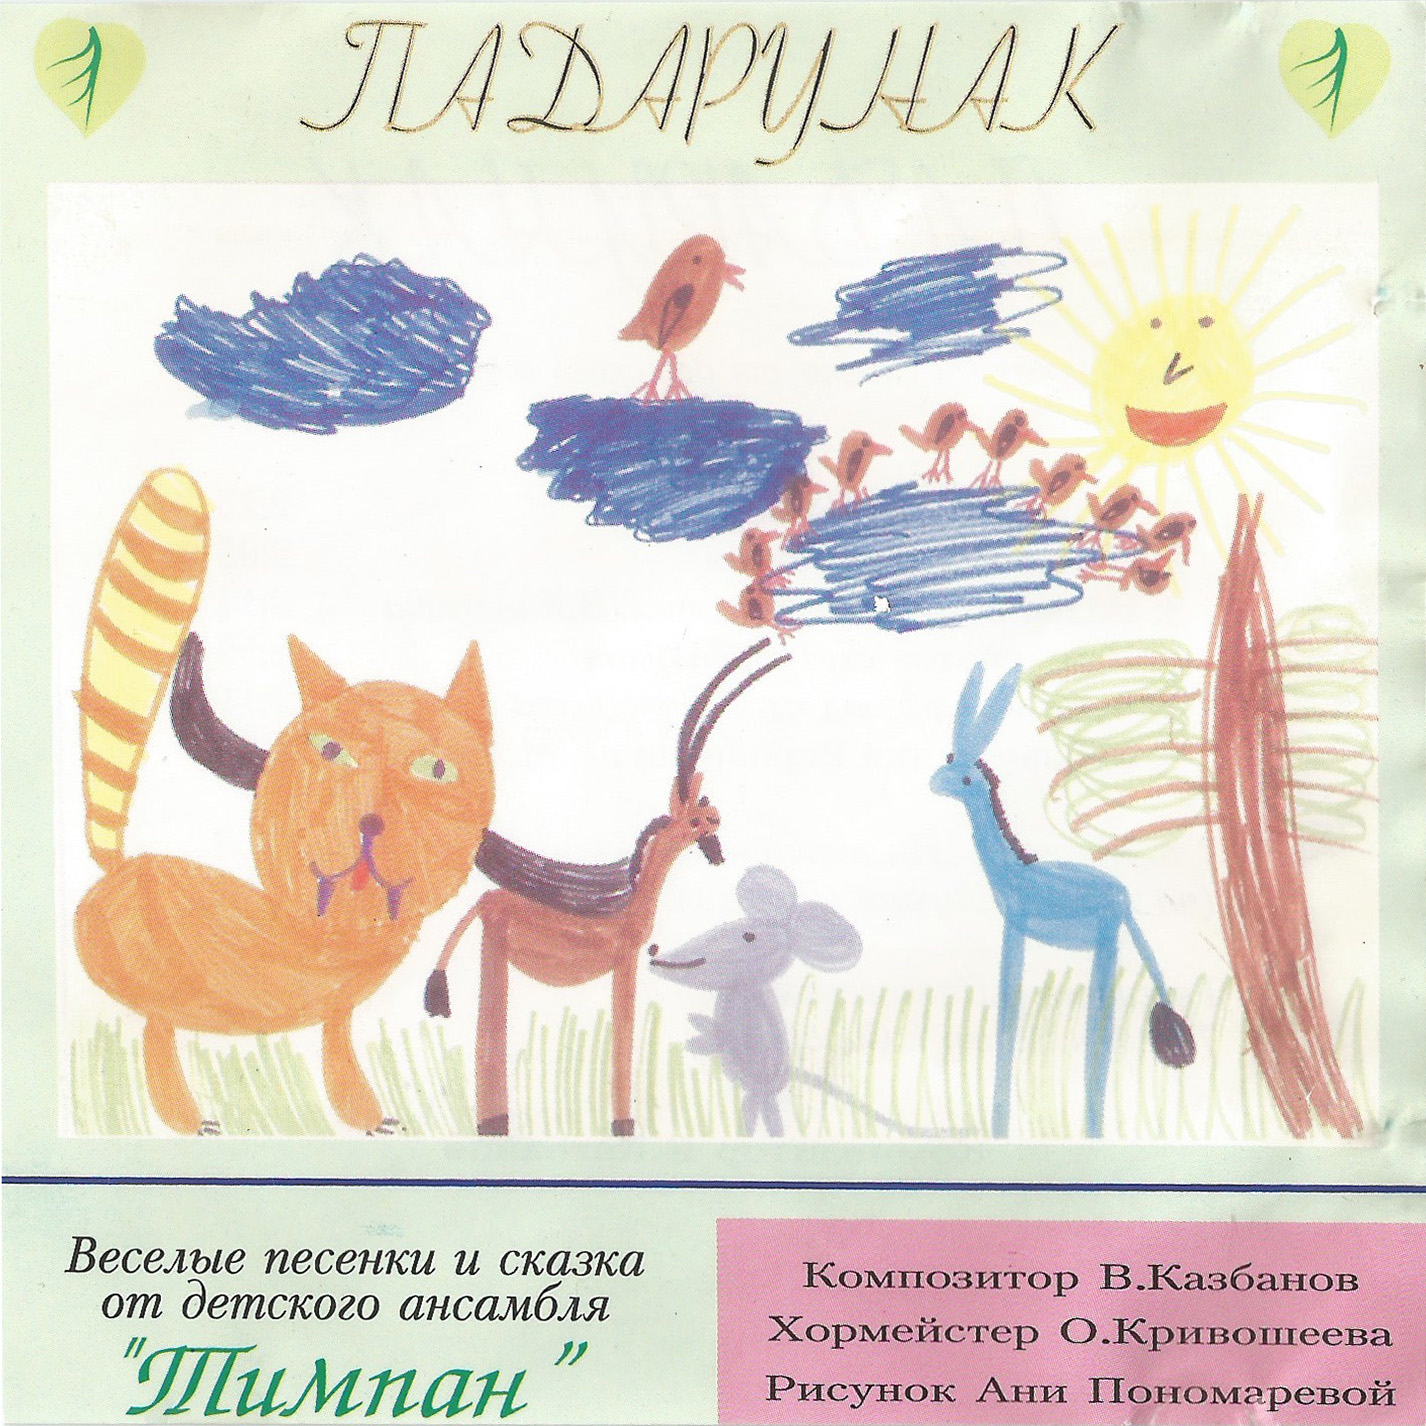 ПАДАРУНАК
Веселые песенки и сказка
от детского ансамбля
"Тимпан"
Композитор В.Казбанов
Хормейстер О.Кривошеева
Рисунок Ани Пономаревой